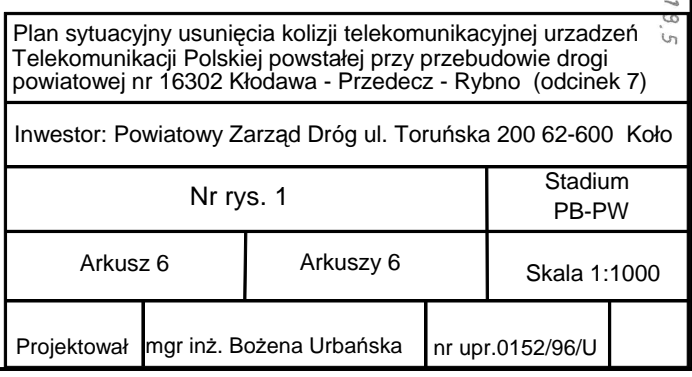 Plan sytuacyjny usunięcia kolizji telekomunikacyjnej urzadzeń
Telekomunikacji Polskiej powstałej przy przebudowie drogi
powiatowej nr 16302 Kłodawa - Przedecz - Rybno (odcinek 7)
Inwestor: Powiatowy Zarząd Dróg ul. Toruńska 200 62-600 Koło
Nr rys. 1
Stadium
PB-PW
Arkusz 6
Arkuszy 6
Skala 1:1000
Projektował
mgr inż. Bożena Urbańska
nr upr.0152/96/U